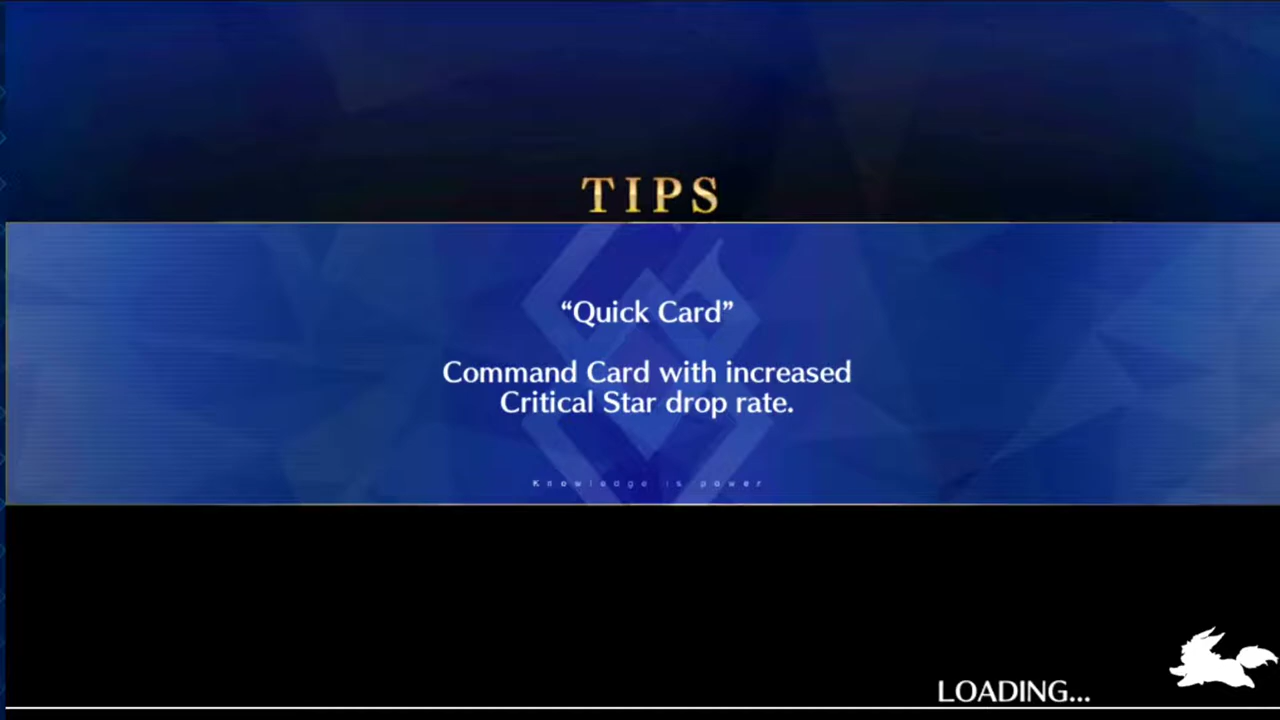 TIPS
“Quick Card”
Command Card with increased
Critical Star drop rate.
Knowledge is power
LOADING...